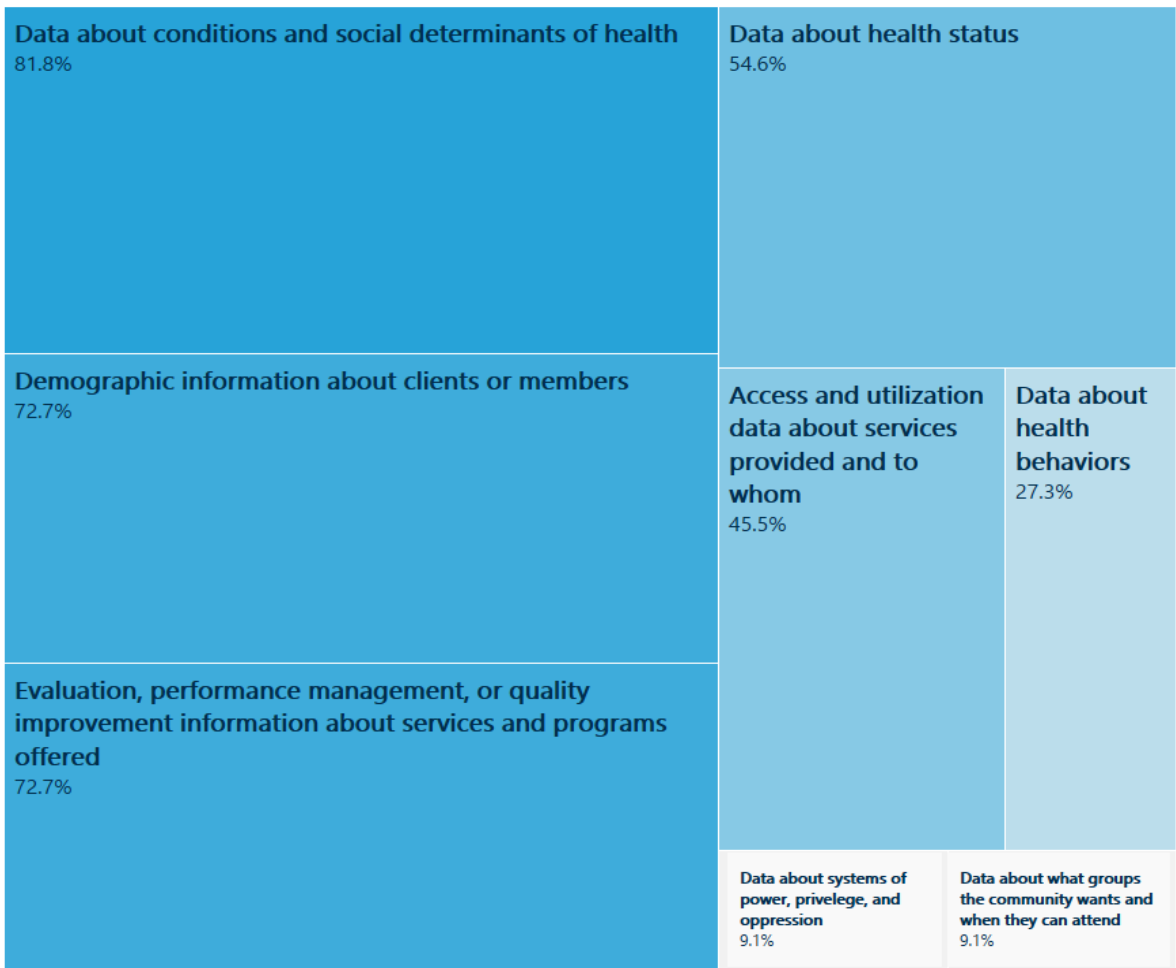 Data about conditions and social determinants of health
81.8%
Demographic information about clients or members
72.7%
Evaluation, performance management, or quality
improvement information about services and programs
offered
72.7%
Data about health status
54.6%
Access and utilization
data about services
provided and to
whom
45.5%
Data about
health
behaviors
27.3%
Data about systems of
power, privelege, and
oppression
9.1%
Data about what groups
the community wants and
when they can attend
9.1%